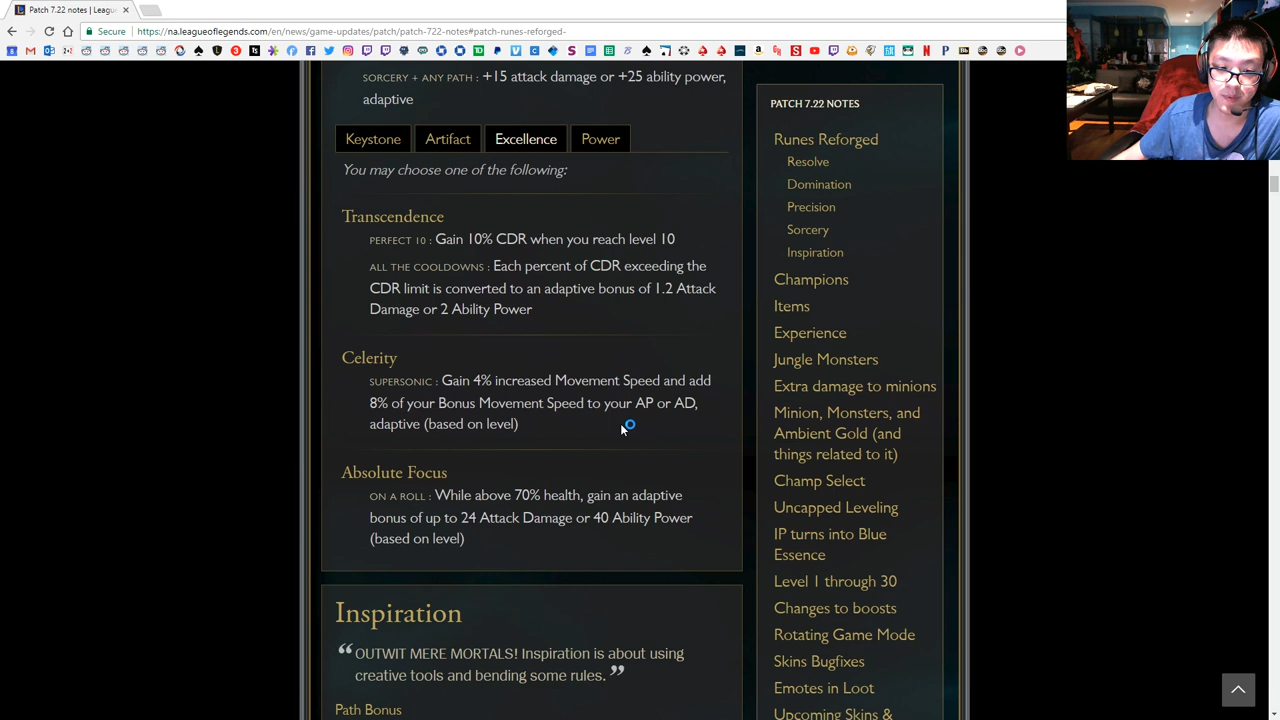 Patch 7.22 notes | Leagu
Secure
https://na.leagueoflegends.com/en/news/game-updates/patch/patch-722-notes#patch-runes-reforged-
SORCERY + ANY PATH : +15 attack damage or +25 ability power,
adaptive
Keystone
Artifact
Excellence
Power
You may choose one of the following:
Transcendence
PERFECT 10 : Gain 10% CDR when you reach level 10
ALL THE COOLDOWNS : Each percent of CDR exceeding the
CDR limit is converted to an adaptive bonus of 1.2 Attack
Damage or 2 Ability Power
Celerity
SUPERSONIC : Gain 4% increased Movement Speed and add
8% of your Bonus Movement Speed to your AP or AD,
adaptive (based on level)
Absolute Focus
ON A ROLL : While above 70% health, gain an adaptive
bonus of up to 24 Attack Damage or 40 Ability Power
(based on level)
Inspiration
“ OUTWIT MERE MORTALS! Inspiration is about using
creative tools and bending some rules. ”
Path Bonus
PATCH 7.22 NOTES
Runes Reforged
Resolve
Domination
Precision
Sorcery
Inspiration
Champions
Items
Experience
Jungle Monsters
Extra damage to minions
Minion, Monsters, and
Ambient Gold (and
things related to it)
Champ Select
Uncapped Leveling
IP turns into Blue
Essence
Level 1 through 30
Changes to boosts
Rotating Game Mode
Skins Bugfixes
Emotes in Loot
Upcoming Skins &